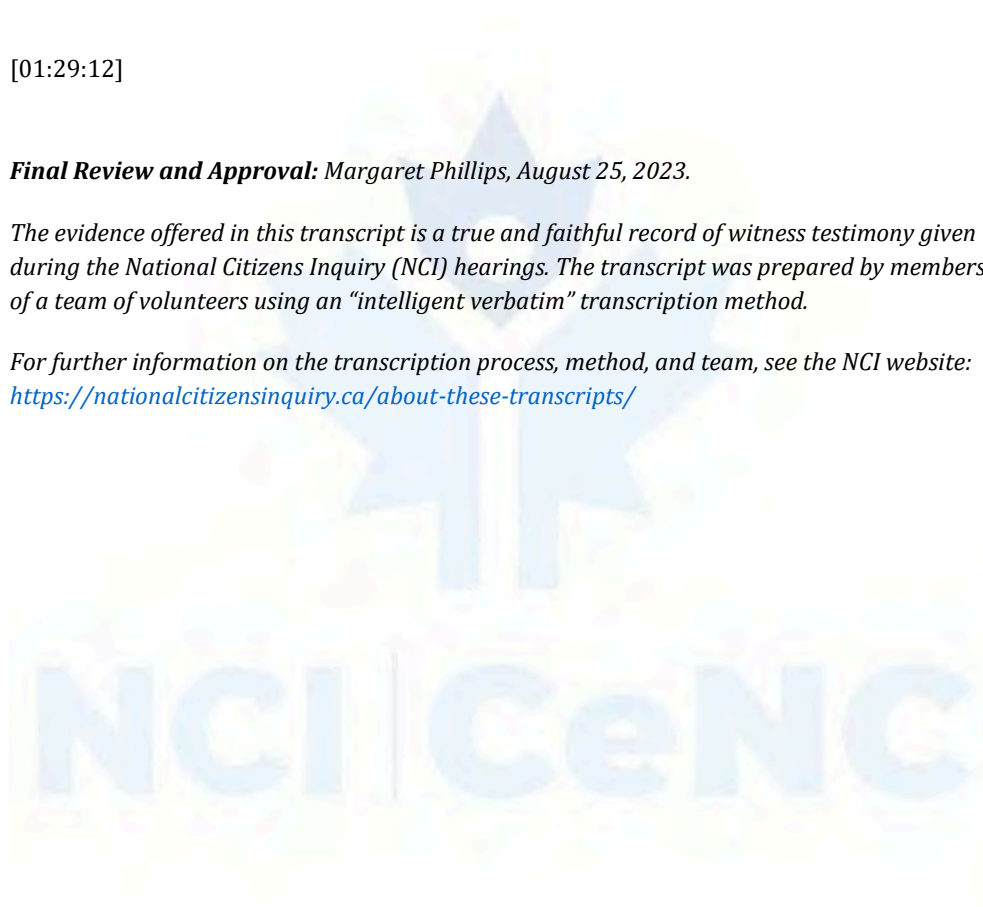 [01:29:12]
Final Review and Approval: Margaret Phillips, August 25, 2023.
The evidence offered in this transcript is a true and faithful record of witness testimony given
during the National Citizens Inquiry (NCI) hearings. The transcript was prepared by members
of a team of volunteers using an “intelligent verbatim” transcription method.
For further information on the transcription process, method, and team, see the NCI website:
https://nationalcitizensinquiry.ca/about-these-transcripts/
NCI | CeNC